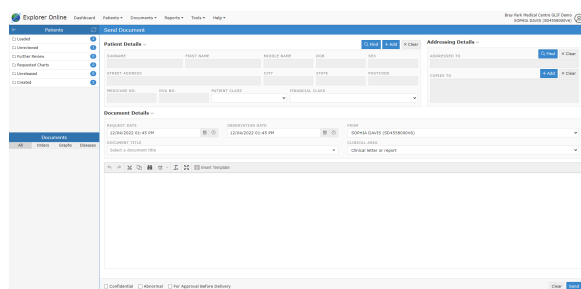 Explorer Online Dashboard Patients Documents Reports Tools Help
Bray Park Medical Centre GLIF Demo
SOPHIA DAVIS (SD4558000V8)
Patients
Send Document
Loaded
Unreviewed
Further Review
Requested Charts
Unreleased
Created
Patient Details
Find + Add × Clear
SURNAME FIRST NAME MIDDLE NAME DOB SEX
STREET ADDRESS CITY STATE POSTCODE
MEDICARE NO. DVA NO. PATIENT CLASS FINANCIAL CLASS
Addressing Details
Find × Clear
ADDRESSED TO
+ Add × Clear
COPIED TO
Document Details
REQUEST DATE OBSERVATION DATE FROM
12/04/2022 01:45 PM 12/04/2022 01:45 PM SOPHIA DAVIS (SD4558000V8)
DOCUMENT TITLE CLINICAL AREA
Select a document title Clinical letter or report
Documents
All Orders Graphs Diseases
Insert Template
Confidential Abnormal For Approval Before Delivery
Clear Send